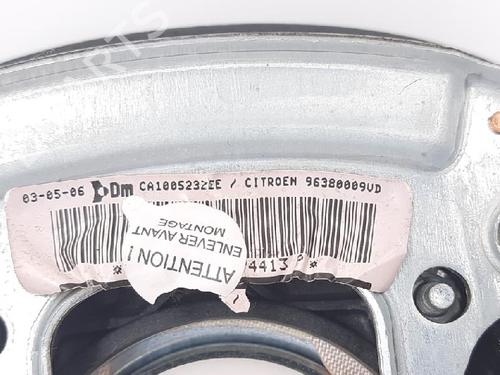 03-05-06 Dm CA1005232EE / CITROEN 96380009VD
4413
ATTENTION !
ENLEVER AVANT
MONTAGE